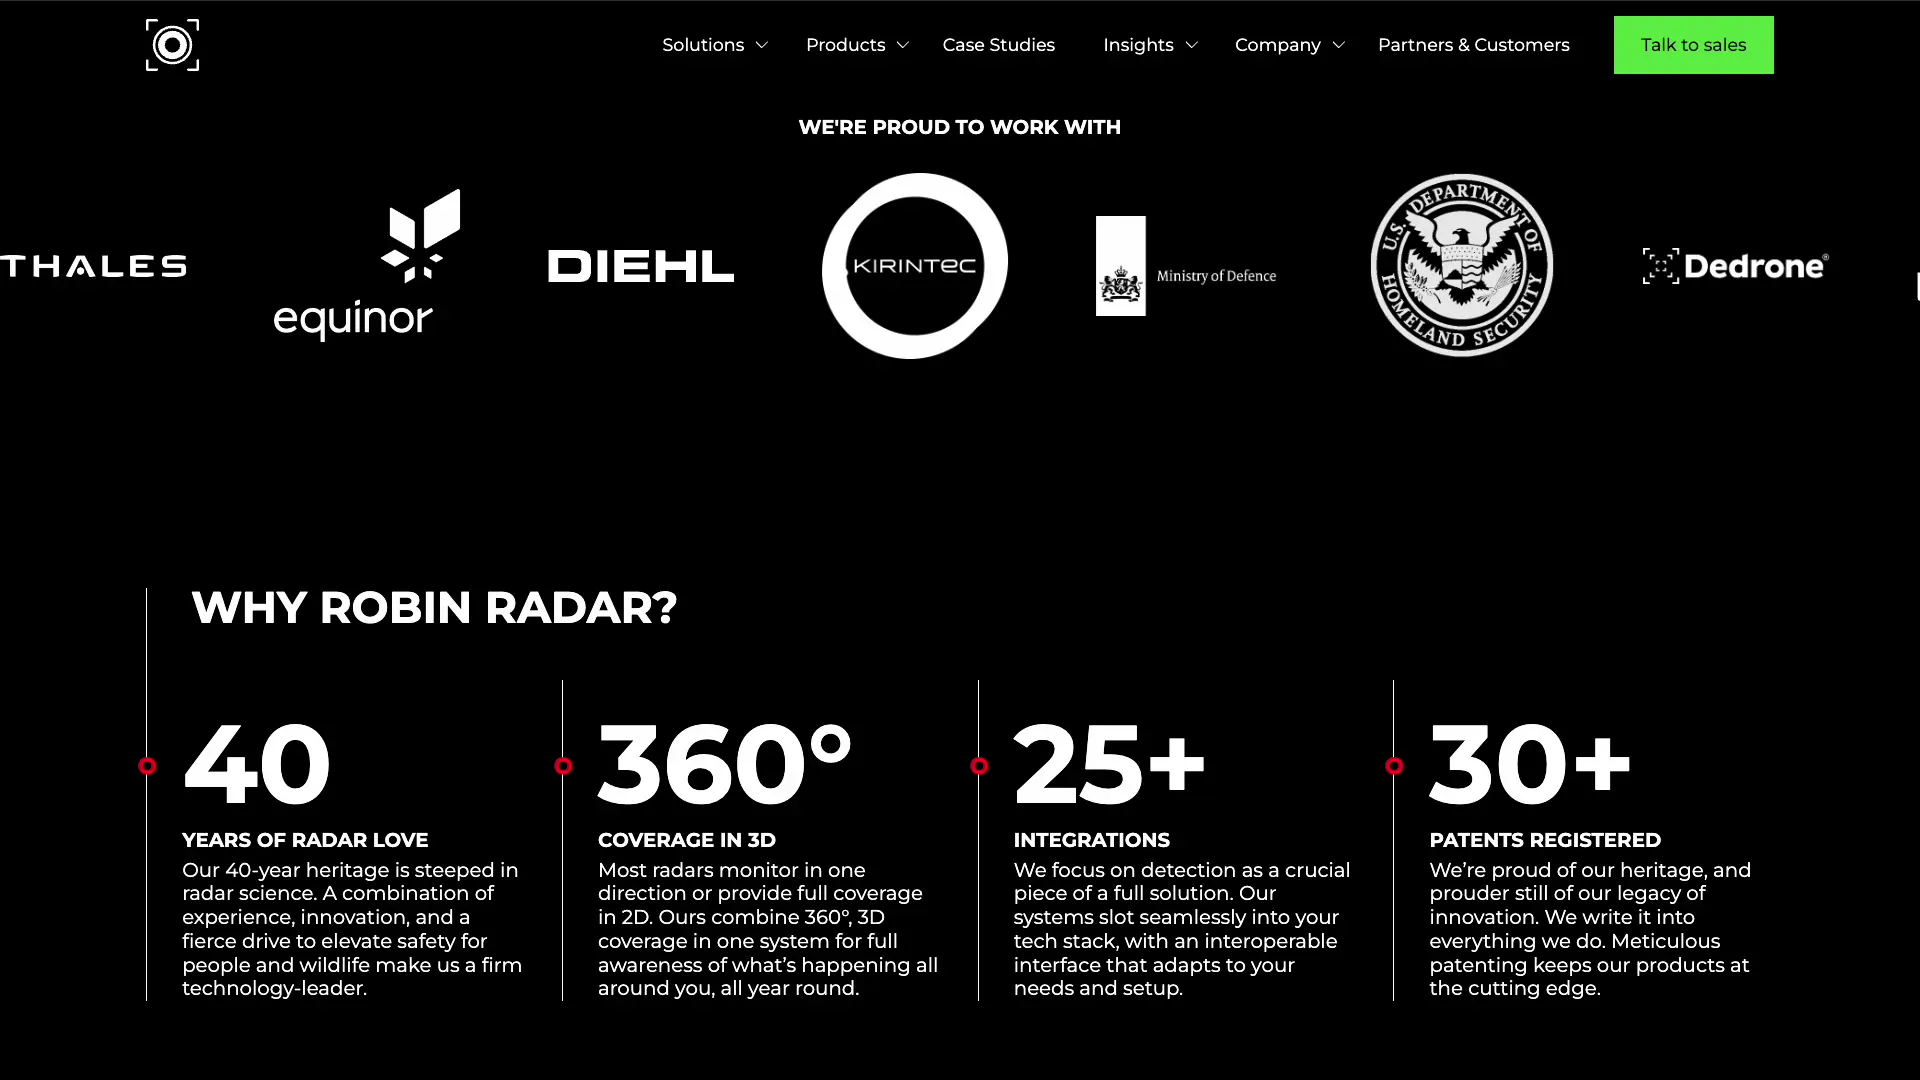 Solutions
Products
Case Studies
Insights
Company
Partners & Customers
Talk to sales
WE'RE PROUD TO WORK WITH
THALES
equinor
DIEHL
KIRINTEC
Ministry of Defence
U.S. DEPARTMENT OF
HOMELAND SECURITY
Dedrone®
WHY ROBIN RADAR?
40
YEARS OF RADAR LOVE
Our 40-year heritage is steeped in
radar science. A combination of
experience, innovation, and a
fierce drive to elevate safety for
people and wildlife make us a firm
technology-leader.
360°
COVERAGE IN 3D
Most radars monitor in one
direction or provide full coverage
in 2D. Ours combine 360°, 3D
coverage in one system for full
awareness of what’s happening all
around you, all year round.
25+
INTEGRATIONS
We focus on detection as a crucial
piece of a full solution. Our
systems slot seamlessly into your
tech stack, with an interoperable
interface that adapts to your
needs and setup.
30+
PATENTS REGISTERED
We’re proud of our heritage, and
prouder still of our legacy of
innovation. We write it into
everything we do. Meticulous
patenting keeps our products at
the cutting edge.